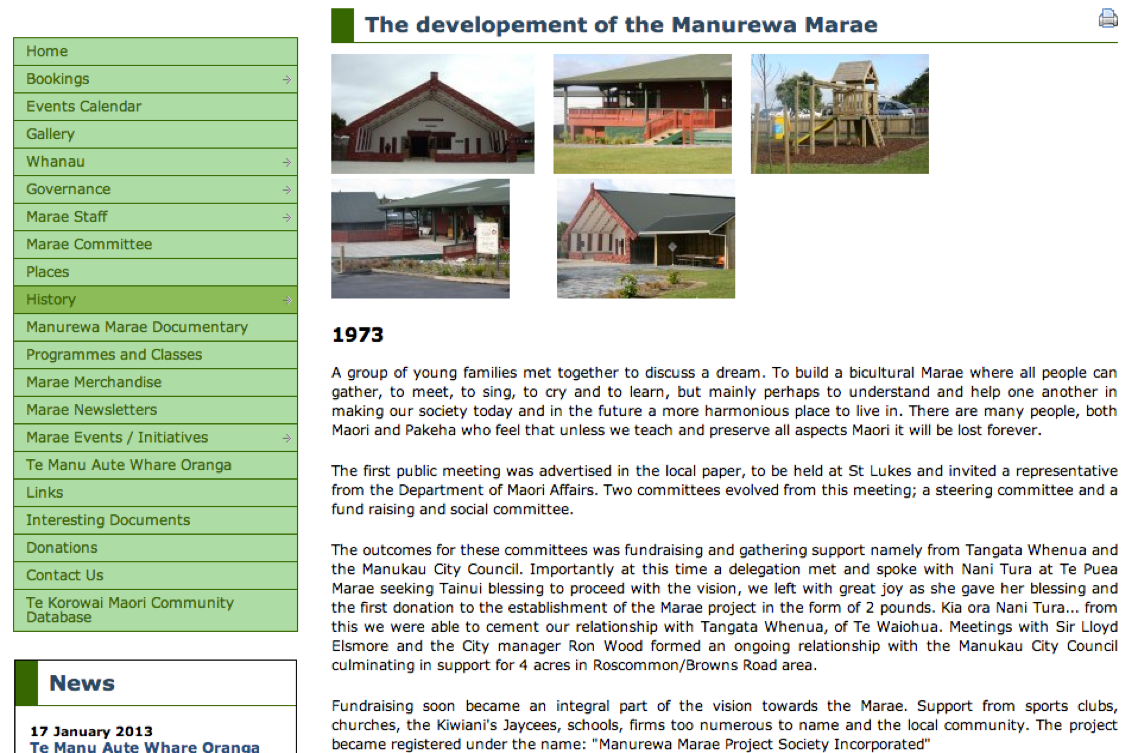 Home
Bookings
Events Calendar
Gallery
Whanau
Governance
Marae Staff
Marae Committee
Places
History
Manurewa Marae Documentary
Programmes and Classes
Marae Merchandise
Marae Newsletters
Marae Events / Initiatives
Te Manu Aute Whare Oranga
Links
Interesting Documents
Donations
Contact Us
Te Korowai Maori Community
Database
News
17 January 2013
Te Manu Aute Whare Oranga
The developement of the Manurewa Marae
1973
A group of young families met together to discuss a dream. To build a bicultural Marae where all people can
gather, to meet, to sing, to cry and to learn, but mainly perhaps to understand and help one another in
making our society today and in the future a more harmonious place to live in. There are many people, both
Maori and Pakeha who feel that unless we teach and preserve all aspects Maori it will be lost forever.
The first public meeting was advertised in the local paper, to be held at St Lukes and invited a representative
from the Department of Maori Affairs. Two committees evolved from this meeting; a steering committee and a
fund raising and social committee.
The outcomes for these committees was fundraising and gathering support namely from Tangata Whenua and
the Manukau City Council. Importantly at this time a delegation met and spoke with Nani Tura at Te Puea
Marae seeking Tainui blessing to proceed with the vision, we left with great joy as she gave her blessing and
the first donation to the establishment of the Marae project in the form of 2 pounds. Kia ora Nani Tura... from
this we were able to cement our relationship with Tangata Whenua, of Te Waiohua. Meetings with Sir Lloyd
Elsmore and the City manager Ron Wood formed an ongoing relationship with the Manukau City Council
culminating in support for 4 acres in Roscommon/Browns Road area.
Fundraising soon became an integral part of the vision towards the Marae. Support from sports clubs,
churches, the Kiwiani's Jaycees, schools, firms too numerous to name and the local community. The project
became registered under the name: "Manurewa Marae Project Society Incorporated"